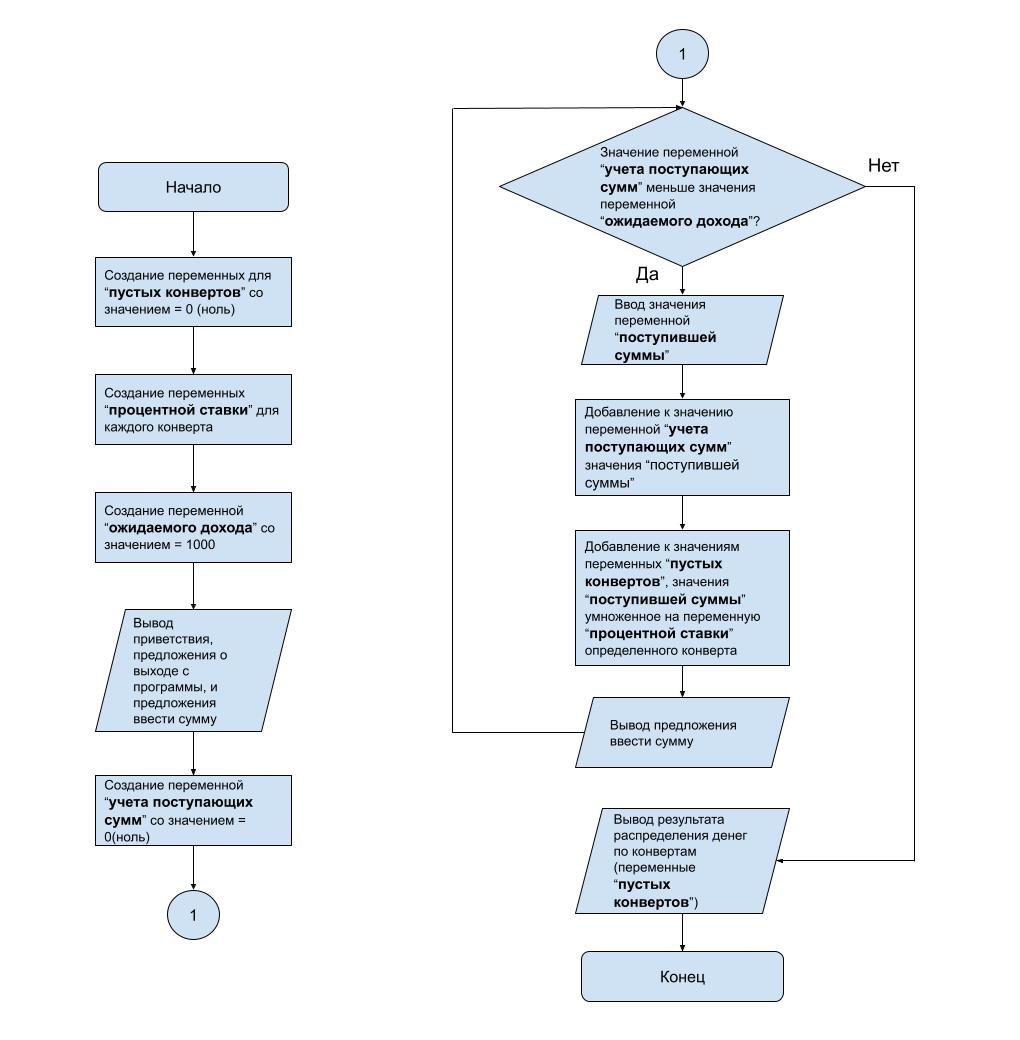 Начало
Создание переменных для
“пустых конвертов” со
значением = 0 (ноль)
Создание переменных
“процентной ставки” для
каждого конверта
Создание переменной
“ожидаемого дохода” со
значением = 1000
Вывод
приветствия,
предложения о
выходе с
программы, и
предложения
ввести сумму
Создание переменной
“учета поступающих
сумм” со значением =
0(ноль)
1
1
Значение переменной
“учета поступающих
сумм” меньше значения
переменной
“ожидаемого дохода”?
Нет
Да
Ввод значения
переменной
“поступившей
суммы”
Добавление к значению
переменной “учета
поступающих сумм”
значения “поступившей
суммы”
Добавление к значениям
переменных “пустых
конвертов”, значения
“поступившей суммы”
умноженное на переменную
“процентной ставки”
определенного конверта
Вывод предложения
ввести сумму
Вывод результата
распределения денег
по конвертам
(переменные
“пустых
конвертов”)
Конец